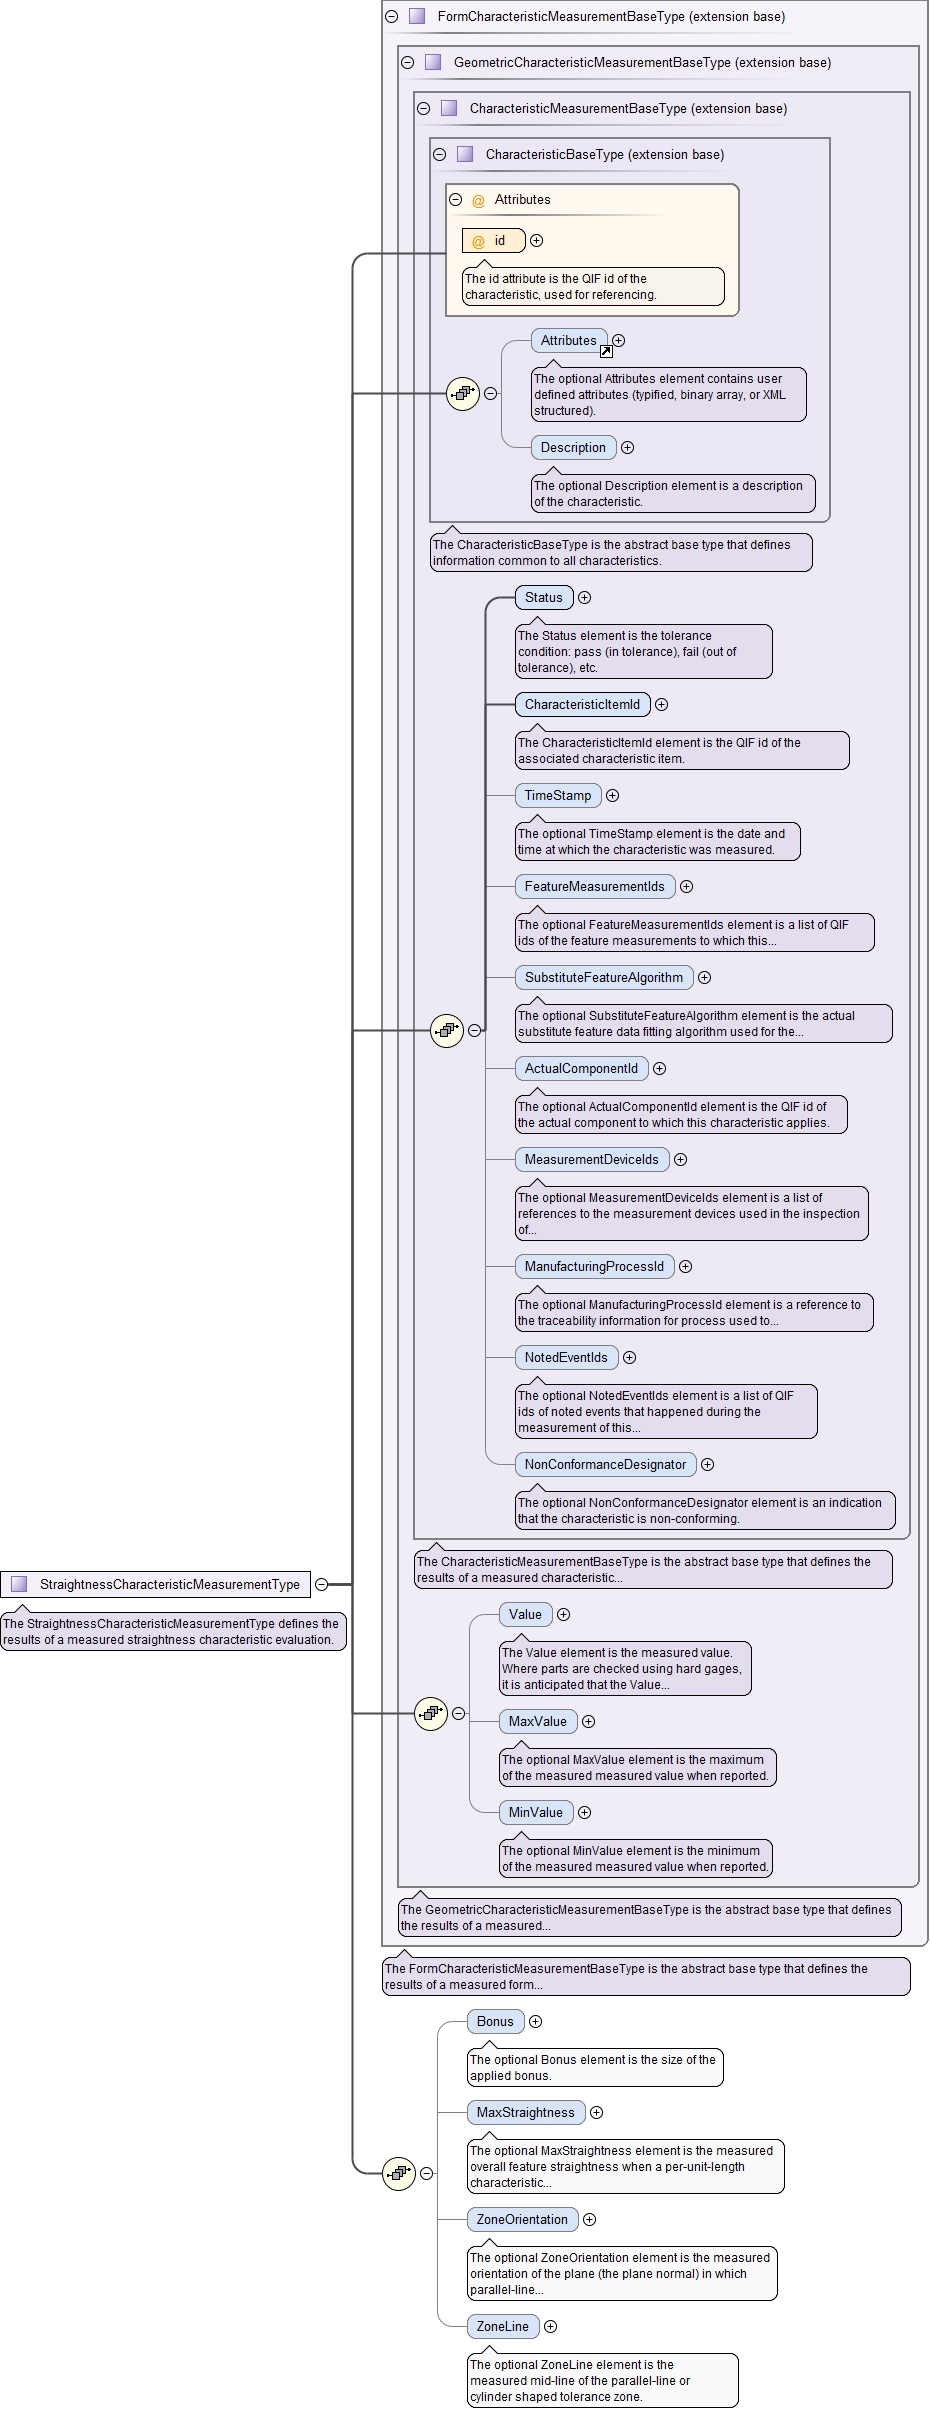 FormCharacteristicMeasurementBaseType (extension base)
GeometricCharacteristicMeasurementBaseType (extension base)
CharacteristicMeasurementBaseType (extension base)
CharacteristicBaseType (extension base)
@ Attributes
@ id
The id attribute is the QIF id of the
characteristic, used for referencing.
Attributes
The optional Attributes element contains user
defined attributes (typified, binary array, or XML
structured).
Description
The optional Description element is a description
of the characteristic.
The CharacteristicBaseType is the abstract base type that defines
information common to all characteristics.
Status
The Status element is the tolerance
condition: pass (in tolerance), fail (out of
tolerance), etc.
CharacteristicItemId
The CharacteristicItemId element is the QIF id of the
associated characteristic item.
TimeStamp
The optional TimeStamp element is the date and
time at which the characteristic was measured.
FeatureMeasurementIds
The optional FeatureMeasurementIds element is a list of QIF
ids of the feature measurements to which this...
SubstituteFeatureAlgorithm
The optional SubstituteFeatureAlgorithm element is the actual
substitute feature data fitting algorithm used for the...
ActualComponentId
The optional ActualComponentId element is the QIF id of
the actual component to which this characteristic applies.
MeasurementDeviceIds
The optional MeasurementDeviceIds element is a list of
references to the measurement devices used in the inspection
of...
ManufacturingProcessId
The optional ManufacturingProcessId element is a reference to
the traceability information for process used to...
NotedEventIds
The optional NotedEventIds element is a list of QIF
ids of noted events that happened during the
measurement of this...
NonConformanceDesignator
The optional NonConformanceDesignator element is an indication
that the characteristic is non-conforming.
The CharacteristicMeasurementBaseType is the abstract base type that defines the
results of a measured characteristic...
StraightnessCharacteristicMeasurementType
The StraightnessCharacteristicMeasurementType defines the
results of a measured straightness characteristic evaluation.
Value
The Value element is the measured value.
Where parts are checked using hard gages,
it is anticipated that the Value...
MaxValue
The optional MaxValue element is the maximum
of the measured measured value when reported.
MinValue
The optional MinValue element is the minimum
of the measured measured value when reported.
The GeometricCharacteristicMeasurementBaseType is the abstract base type that defines
the results of a measured...
The FormCharacteristicMeasurementBaseType is the abstract base type that defines the
results of a measured form...
Bonus
The optional Bonus element is the size of the
applied bonus.
MaxStraightness
The optional MaxStraightness element is the measured
overall feature straightness when a per-unit-length
characteristic...
ZoneOrientation
The optional ZoneOrientation element is the measured
orientation of the plane (the plane normal) in which
parallel-line...
ZoneLine
The optional ZoneLine element is the
measured mid-line of the parallel-line or
cylinder shaped tolerance zone.